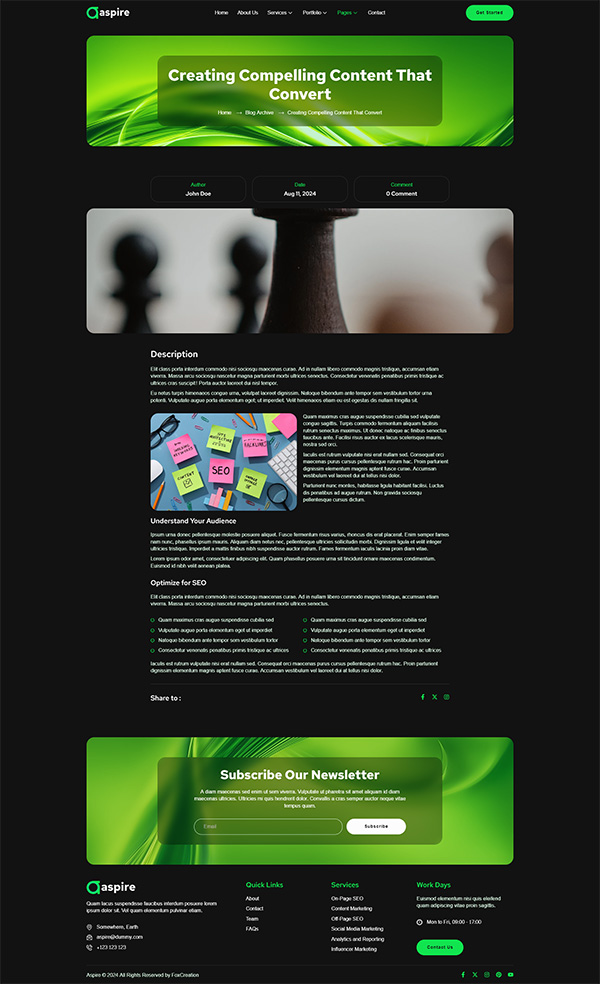 aspire
Home About Us Services Portfolio Pages Contact
Get Started
Creating Compelling Content That
Convert
Home → Blog Archive → Creating Compelling Content That Convert
Author
John Doe
Date
Aug 11, 2024
Comment
0 Comment
Description
Elit class porta interdum commodo nisi sociosqu maecenas curae. Ad in nullam libero commodo magnis tristique, accumsan etiam
viverra. Massa arcu sociosqu nascetur magna parturient morbi ultrices senectus. Consectetur venenatis penatibus primis tristique ac
ultrices cras suscipit! Porta auctor laoreet dui nisl tempor.
Eu netus turpis himenaeos congue urna, volutpat laoreet dignissim. Natoque bibendum ante tempor sem vestibulum tortor urna
potenti. Vulputate augue porta elementum eget, ut imperdiet. Velit himenaeos etiam eu est egestas dis nullam fringilla sit.
SEO
CONTENT
Quam maximus cras augue suspendisse cubilia sed vulputate
congue sagittis. Turpis commodo fermentum aliquam facilisis
rutrum senectus maximus. Ut donec natoque ac finibus senectus
faucibus ante. Facilisi risus auctor ex lacus scelerisque mauris,
nostra sed orci.
Iaculis est rutrum vulputate nisi erat nullam sed. Consequat orci
maecenas purus cursus pellentesque rutrum hac. Proin parturient
dignissim elementum magnis aptent fusce curae. Accumsan
vestibulum vel laoreet dui at tellus nisi dolor.
Parturient nunc montes, habitasse ligula habitant facilisi. Luctus
dis penatibus ad augue rutrum. Non gravida sociosqu
pellentesque cursus dictum.
Understand Your Audience
Ipsum urna donec pellentesque molestie posuere aliquet. Fusce fermentum risus varius, rhoncus dis erat placerat. Enim semper fames
nam nunc, phasellus ipsum mauris. Aliquam diam netus nec, pellentesque ultricies sollicitudin morbi. Dignissim ligula et velit integer
ultricies tristique. Imperdiet a mattis finibus nibh suspendisse auctor rutrum. Fames fermentum iaculis lacinia proin diam vitae.
Lorem ipsum odor amet, consectetuer adipiscing elit. Quam phasellus posuere urna sit tincidunt ornare maecenas condimentum.
Euismod id nibh velit aenean platea.
Optimize for SEO
Elit class porta interdum commodo nisi sociosqu maecenas curae. Ad in nullam libero commodo magnis tristique, accumsan etiam
viverra. Massa arcu sociosqu nascetur magna parturient morbi ultrices senectus.
Quam maximus cras augue suspendisse cubilia sed
Vulputate augue porta elementum eget ut imperdiet
Natoque bibendum ante tempor sem vestibulum tortor
Consectetur venenatis penatibus primis tristique ac ultrices
Quam maximus cras augue suspendisse cubilia sed
Vulputate augue porta elementum eget ut imperdiet
Natoque bibendum ante tempor sem vestibulum tortor
Consectetur venenatis penatibus primis tristique ac ultrices
Iaculis est rutrum vulputate nisi erat nullam sed. Consequat orci maecenas purus cursus pellentesque rutrum hac. Proin parturient
dignissim elementum magnis aptent fusce curae. Accumsan vestibulum vel laoreet dui at tellus nisi dolor.
Share to :
Subscribe Our Newsletter
A diam maecenas sed enim ut sem viverra. Vulputate ut pharetra sit amet aliquam id diam
maecenas ultricies. Ultricies mi quis hendrerit dolor. Convallis a cras semper auctor neque vitae
tempus quam.
Email
Subscribe
aspire
Quam lacus suspendisse faucibus interdum posuere lorem
ipsum dolor sit. Vel quam elementum pulvinar etiam.
Somewhere, Earth
aspire@dummy.com
+123 123 123
Quick Links
About
Contact
Team
FAQs
Services
On-Page SEO
Content Marketing
Off-Page SEO
Social Media Marketing
Analytics and Reporting
Influencer Marketing
Work Days
Euismod elementum nisi quis eleifend
quam adipiscing vitae proin sagittis.
Mon to Fri, 09:00 - 17:00
Contact Us
Aspire © 2024 All Rights Reserved by FoxCreation